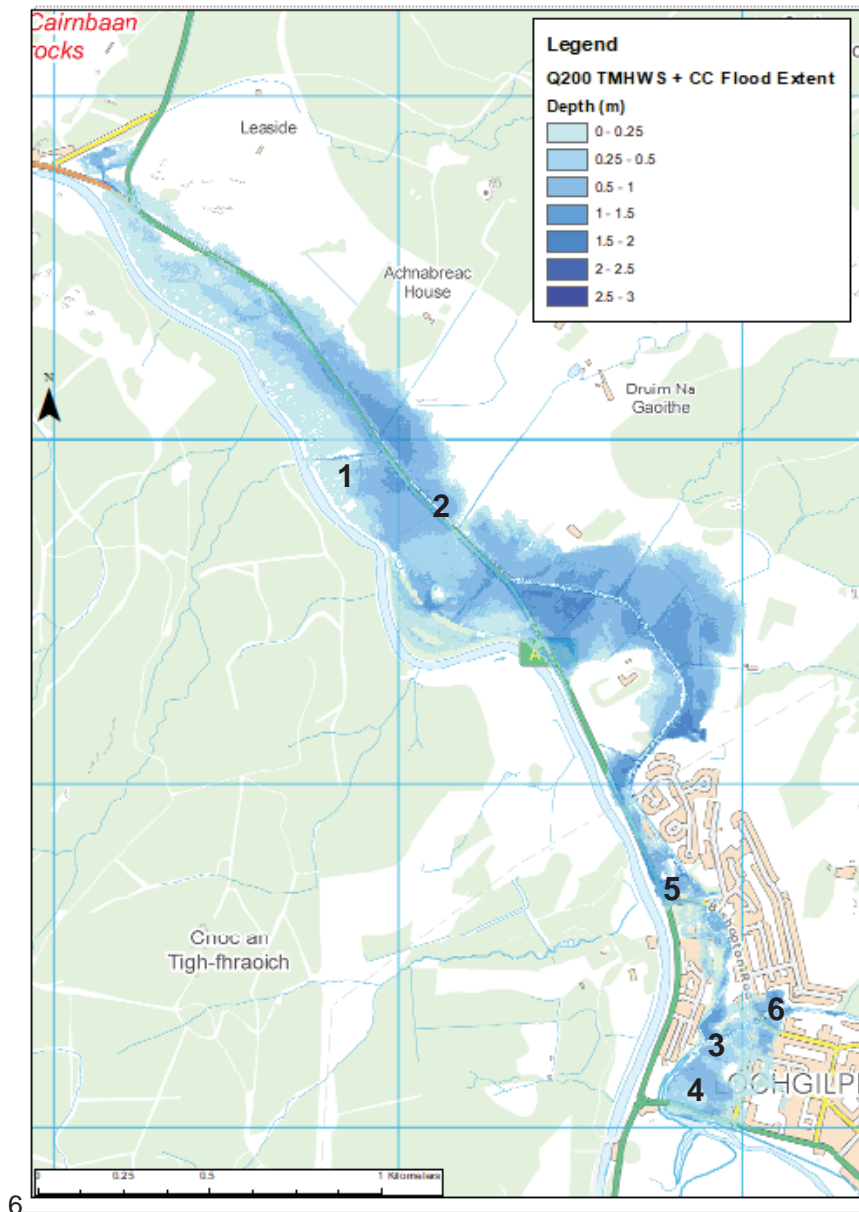 Cairnbaan
rocks
Legend
Q200 TMHWS + CC Flood Extent
Depth (m)
0 - 0.25
0.25 - 0.5
0.5 - 1
1 - 1.5
1.5 - 2
2 - 2.5
2.5 - 3
Leaside
Achnabreac
House
Druim Na
Gaoithe
N
1
2
A
5
Cnoc an
Tigh-fhraoich
6
3
4
0
0.25
0.5
1 Kilometers
6